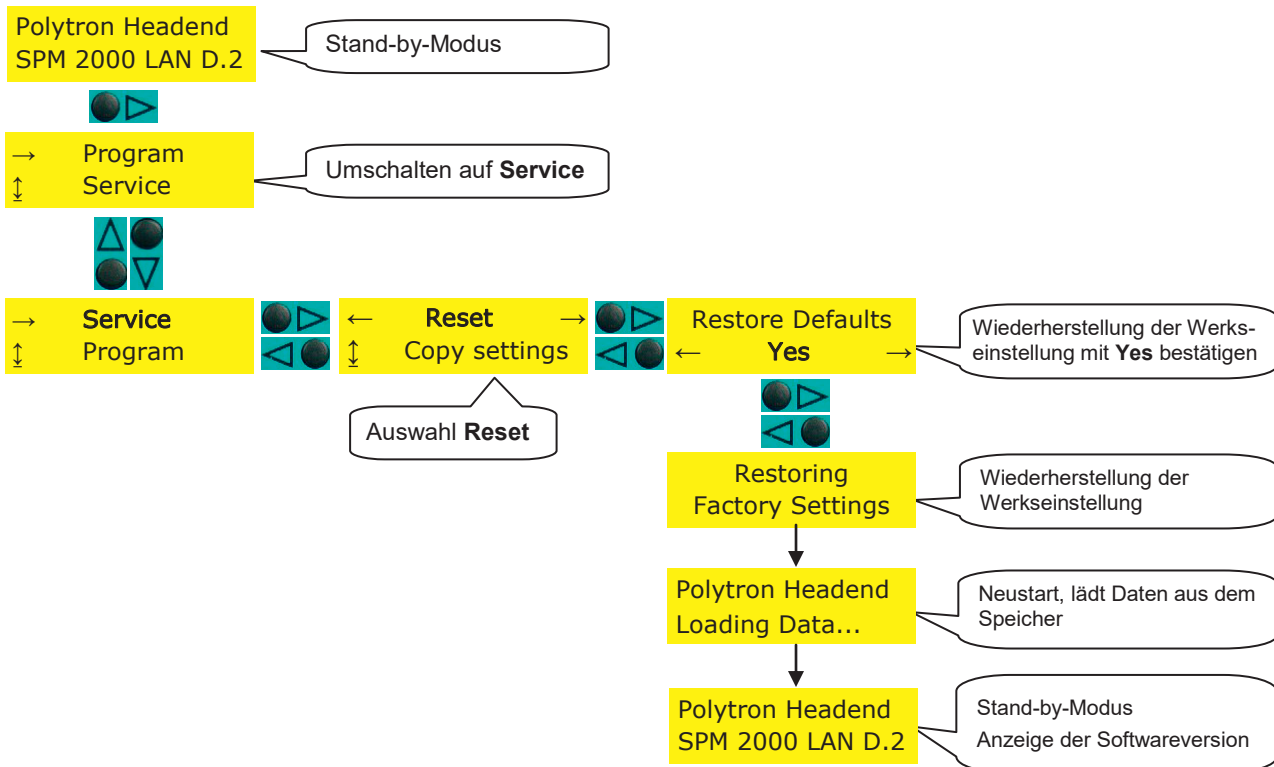 Polytron Headend
SPM 2000 LAN D.2
Stand-by-Modus
→ Program
↨ Service
Umschalten auf Service
→ Service
↨ Program
← Reset →
↨ Copy settings
Auswahl Reset
Restore Defaults
← Yes →
Wiederherstellung der Werks-
einstellung mit Yes bestätigen
Restoring
Factory Settings
Wiederherstellung der
Werkseinstellung
Polytron Headend
Loading Data...
Neustart, lädt Daten aus dem
Speicher
Polytron Headend
SPM 2000 LAN D.2
Stand-by-Modus
Anzeige der Softwareversion